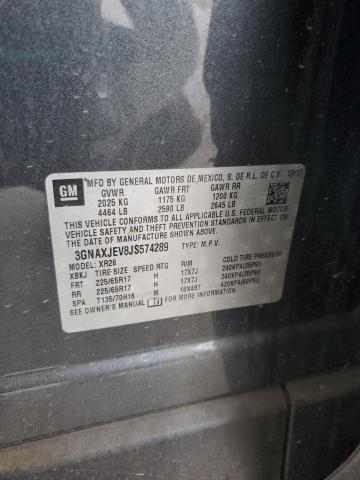 GM
MFD BY GENERAL MOTORS DE MEXICO, S. DE R.L. DE C.V. 12/17
GVWR GAWR FRT GAWR RR
2025 KG 1175 KG 1200 KG
4464 LB 2590 LB 2645 LB
THIS VEHICLE CONFORMS TO ALL APPLICABLE U.S. FEDERAL MOTOR VEHICLE SAFETY, BUMPER, AND THEFT PREVENTION STANDARDS IN EFFECT ON THE DATE OF MANUFACTURE SHOWN ABOVE.
3GNAXJEV8JS574289 TYPE: M.P.V.
XR26
XBKJ TIRE SIZE SPEED RTG RIM COLD TIRE PRESSURE
FRT 225/65R17 H 17X7J 240KPA(35PSI)
RR 225/65R17 H 17X7J 240KPA(35PSI)
SPA T135/70R16 M 16X4BT 420KPA(60PSI)
SEE OWNER'S MANUAL FOR MORE INFORMATION.